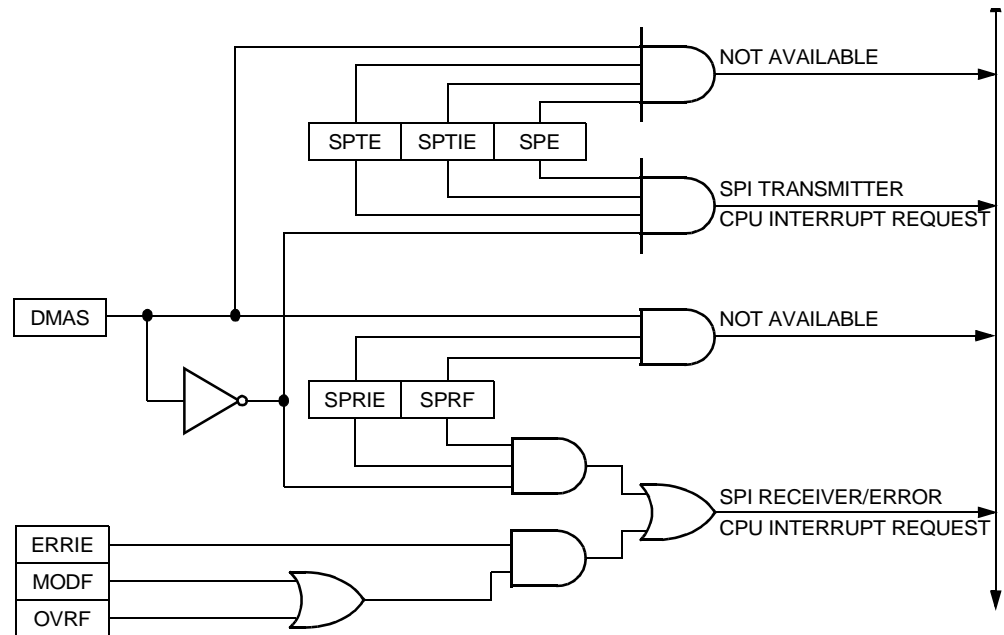 NOT AVAILABLE
SPTE SPTIE SPE
SPI TRANSMITTER
CPU INTERRUPT REQUEST
DMAS
NOT AVAILABLE
SPRIE SPRF
SPI RECEIVER/ERROR
CPU INTERRUPT REQUEST
ERRIE
MODF
OVRF